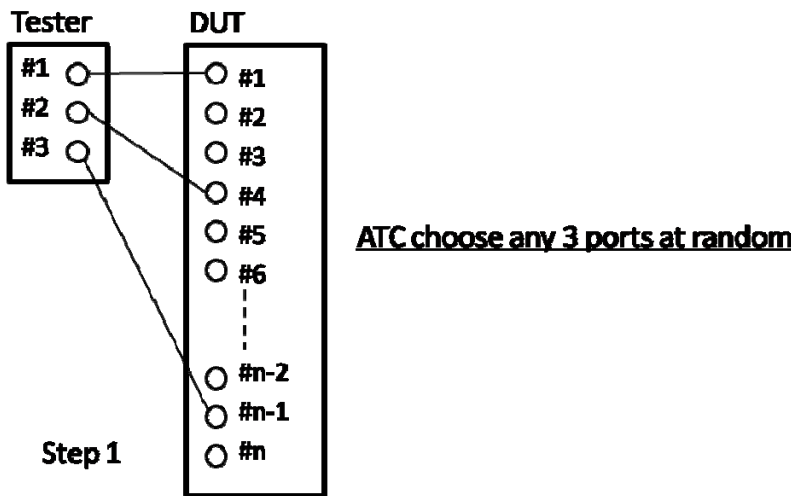 Tester
#1
#2
#3
DUT
#1
#2
#3
#4
#5
#6
#n-2
#n-1
#n
ATC choose any 3 ports at random
Step 1